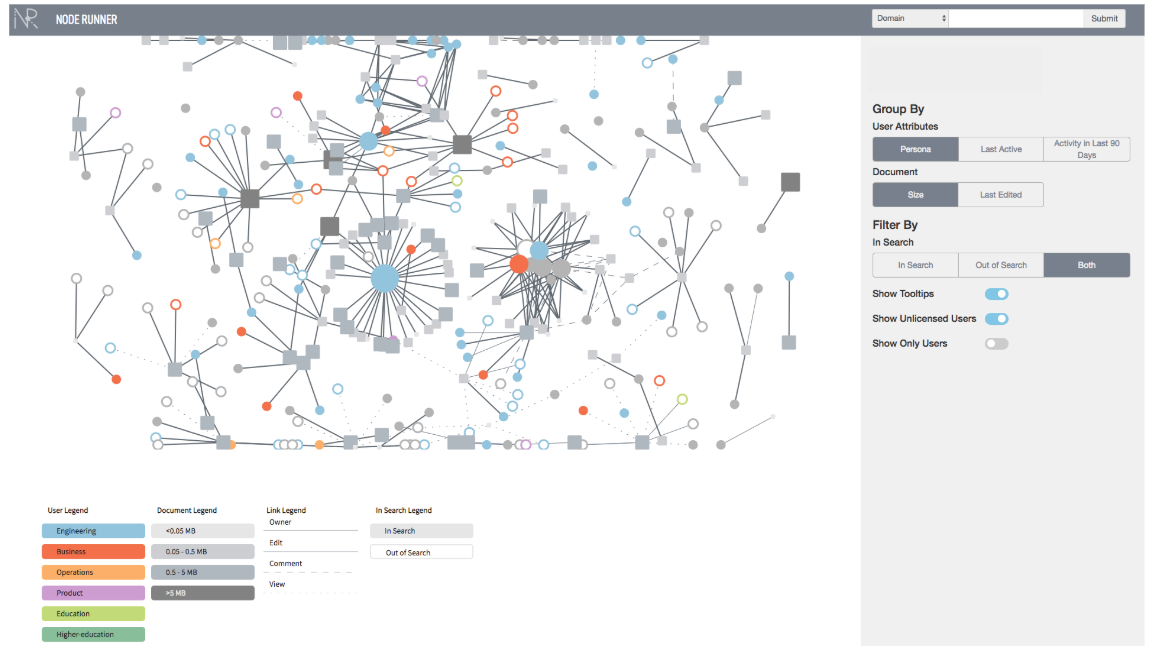 NR NODE RUNNER
Domain Submit
Group By
User Attributes
Persona Last Active Activity in Last 90
Days
Document
Size Last Edited
Filter By
In Search
In Search Out of Search Both
Show Tooltips
Show Unlicensed Users
Show Only Users
User Legend Document Legend Link Legend In Search Legend
Owner
Engineering <0.05 MB In Search
Edit
Business 0.05 - 0.5 MB Out of Search
Comment
Operations 0.5 - 5 MB
View
Product >5 MB
Education
Higher-education